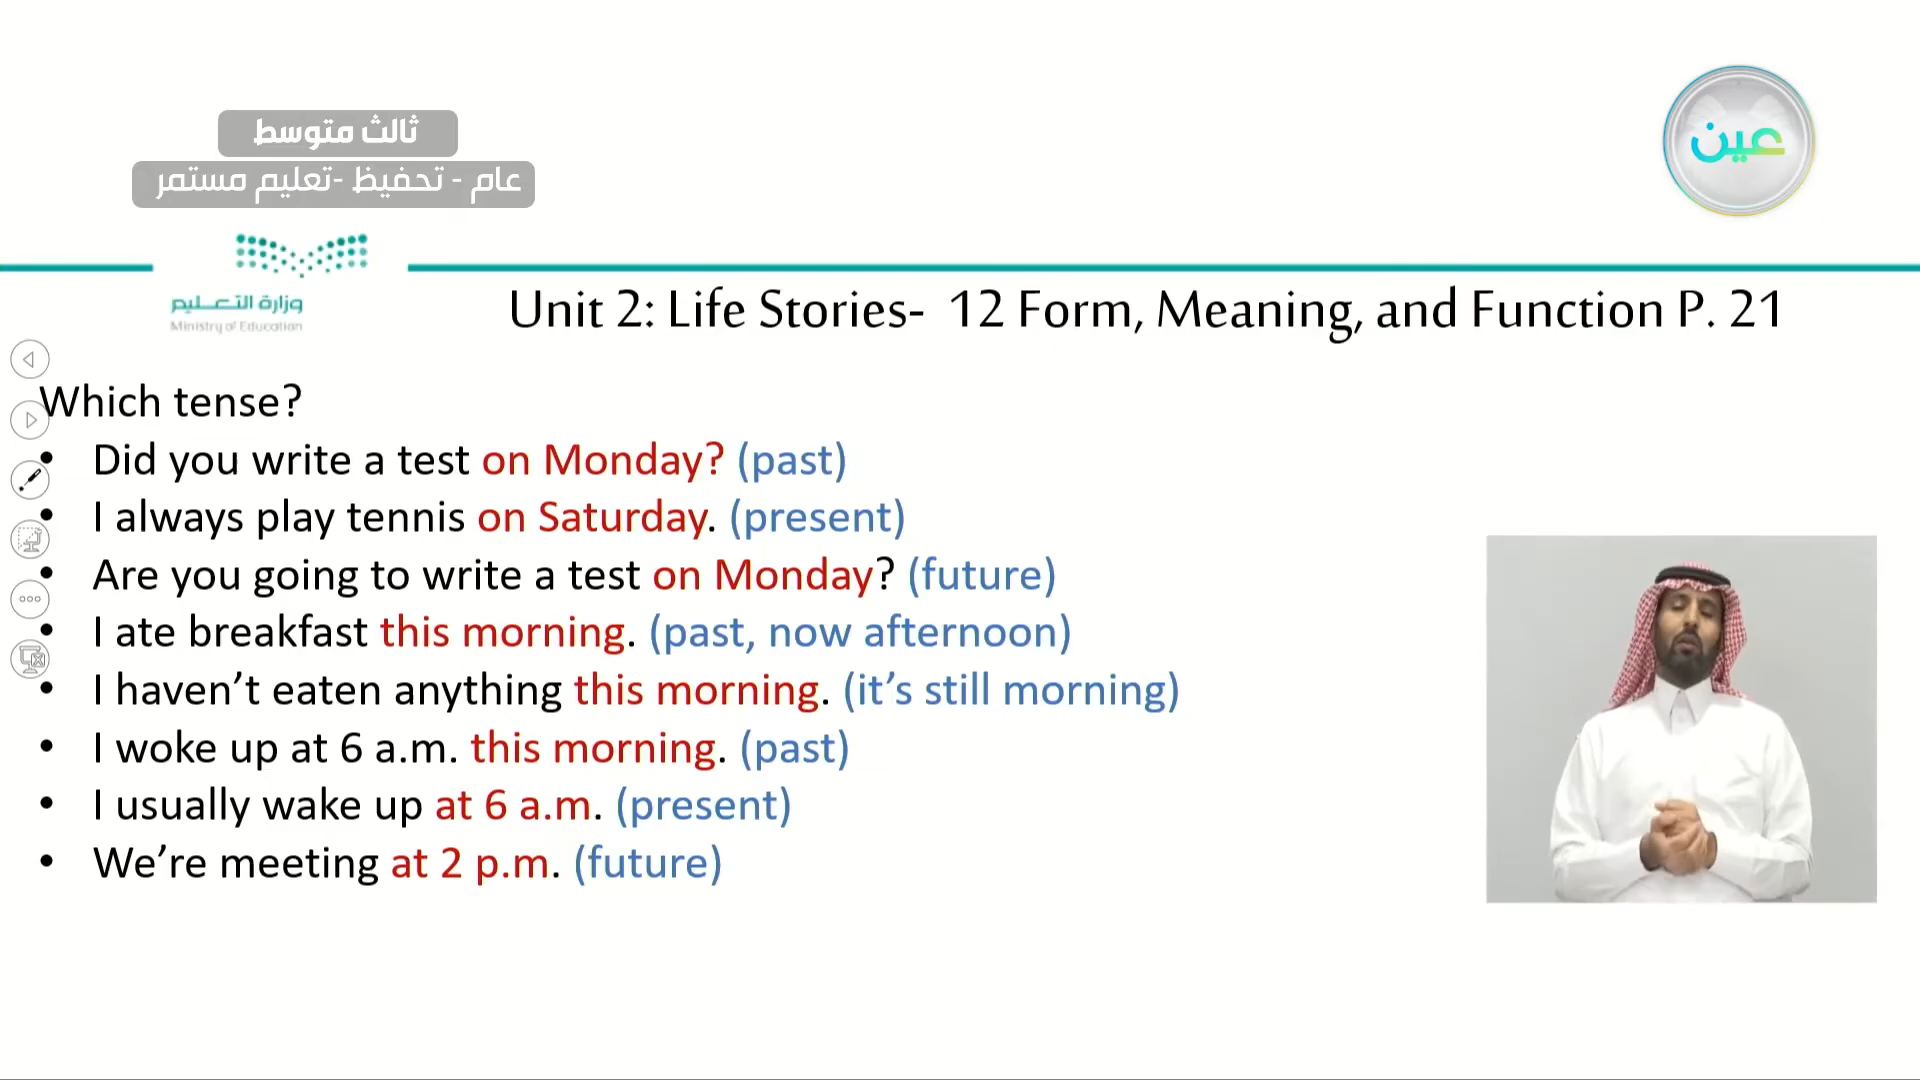 ثالث متوسط
عام - تحفيظ -تعليم مستمر
عين
وزارة التعليم
Ministry of Education
Unit 2: Life Stories- 12 Form, Meaning, and Function P. 21
Which tense?
• Did you write a test on Monday? (past)
• I always play tennis on Saturday. (present)
• Are you going to write a test on Monday? (future)
• I ate breakfast this morning. (past, now afternoon)
• I haven’t eaten anything this morning. (it’s still morning)
• I woke up at 6 a.m. this morning. (past)
• I usually wake up at 6 a.m. (present)
• We’re meeting at 2 p.m. (future)